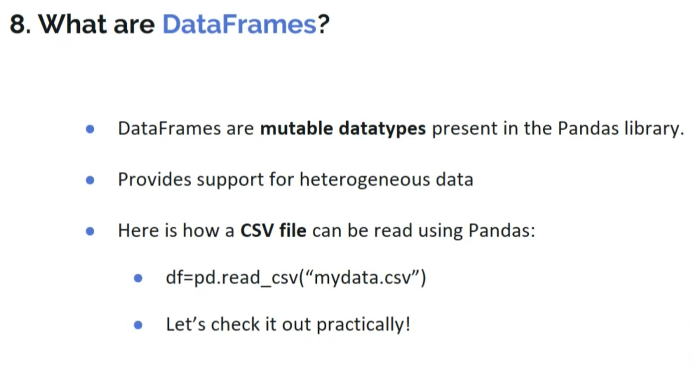 8. What are DataFrames?
• DataFrames are mutable datatypes present in the Pandas library.
• Provides support for heterogeneous data
• Here is how a CSV file can be read using Pandas:
• df=pd.read_csv(“mydata.csv”)
• Let’s check it out practically!